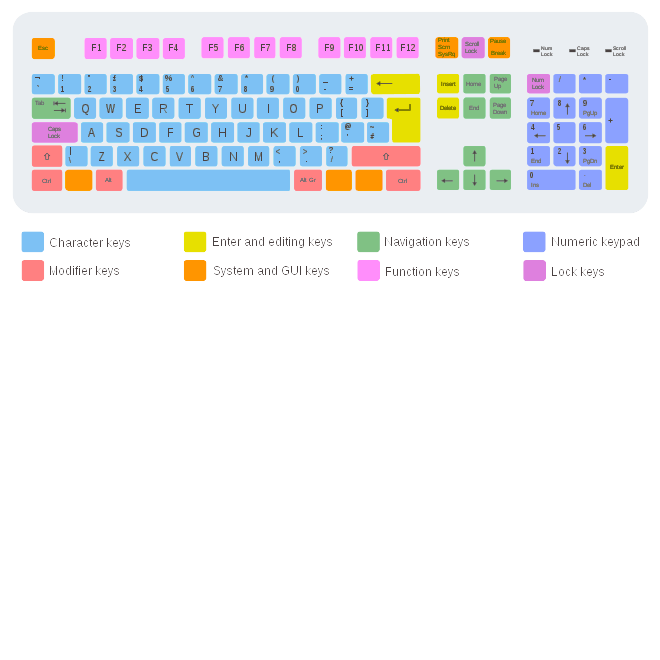 Esc F1 F2 F3 F4 F5 F6 F7 F8 F9 F10 F11 F12 Print Scrn SysRq Scroll Lock Pause Break Num Lock Caps Lock Scroll Lock
¬ ` ! 1 " 2 £ 3 $ 4 % 5 ^ 6 & 7 * 8 ( 9 ) 0 _ - + = ← Insert Home Page Up Num Lock / * -
Tab Q W E R T Y U I O P { [ } ] Delete End Page Down 7 Home 8 ↑ 9 PgUp +
Caps Lock A S D F G H J K L : ; @ ' ~ # 4 ← 5 6 →
⇧ | \ Z X C V B N M < , > . ? / ⇧ ↑ 1 End 2 ↓ 3 PgDn Enter
Ctrl Alt Alt Gr Ctrl ← ↓ → 0 Ins . Del
Character keys Enter and editing keys Navigation keys Numeric keypad
Modifier keys System and GUI keys Function keys Lock keys